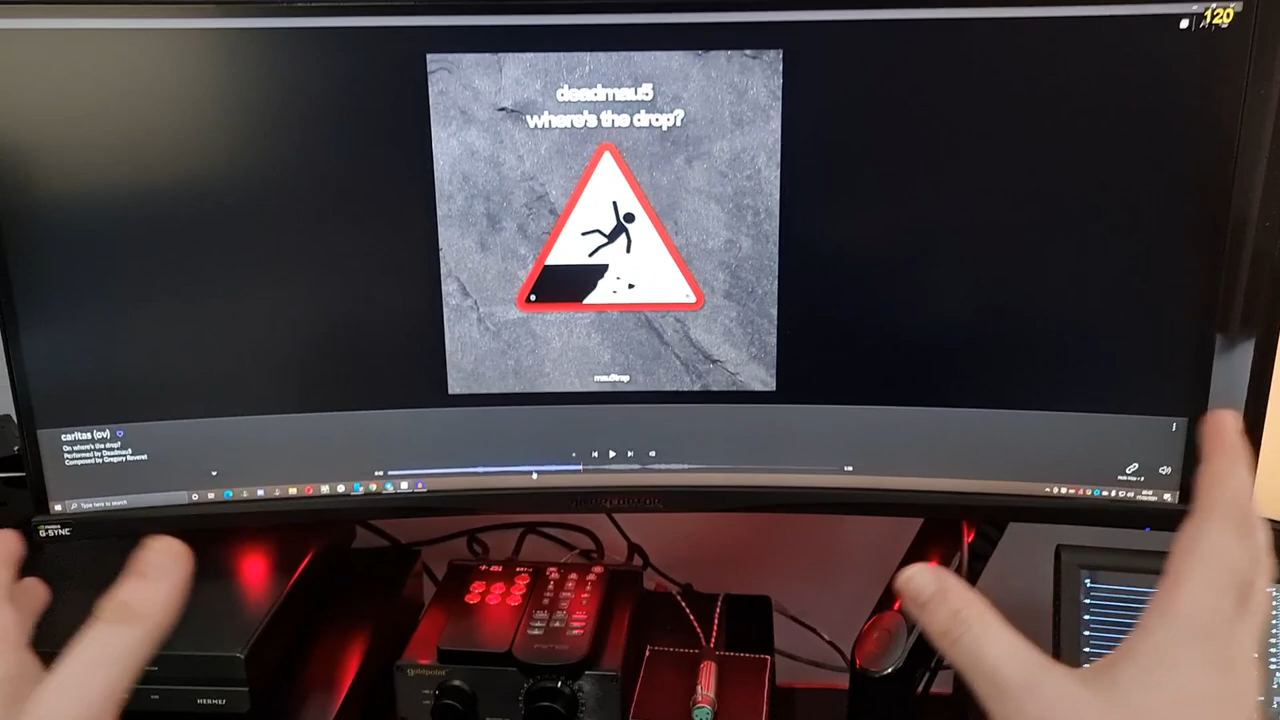 120
deadmau5
where's the drop?
mau5trap
caritas (ov)
On where's the drop?
Performed by Deadmau5
Composed by Gregory Reveret
Type here to search
G-SYNC
goldpoint
HERMES